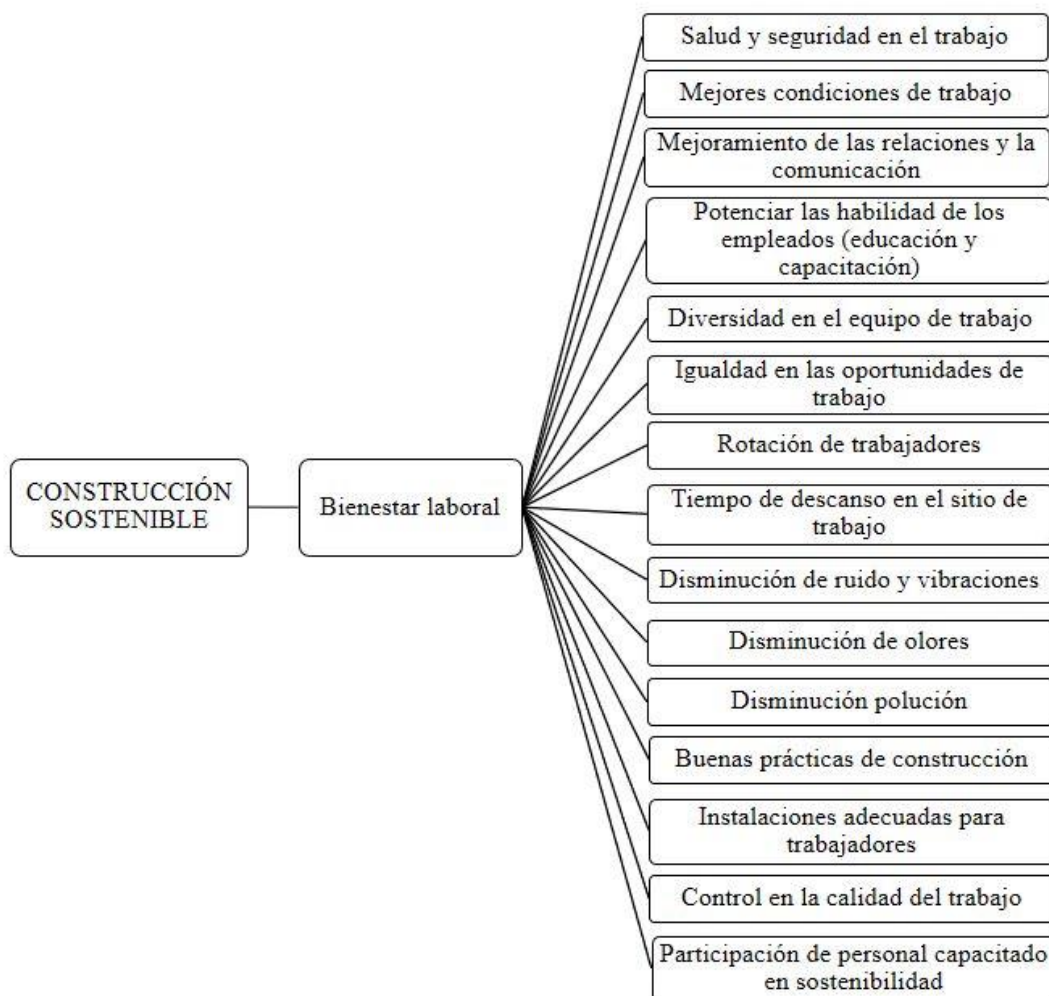 CONSTRUCCIÓN
SOSTENIBLE
Bienestar laboral
Salud y seguridad en el trabajo
Mejores condiciones de trabajo
Mejoramiento de las relaciones y la
comunicación
Potenciar las habilidad de los
empleados (educación y
capacitación)
Diversidad en el equipo de trabajo
Igualdad en las oportunidades de
trabajo
Rotación de trabajadores
Tiempo de descanso en el sitio de
trabajo
Disminución de ruido y vibraciones
Disminución de olores
Disminución polución
Buenas prácticas de construcción
Instalaciones adecuadas para
trabajadores
Control en la calidad del trabajo
Participación de personal capacitado
en sostenibilidad